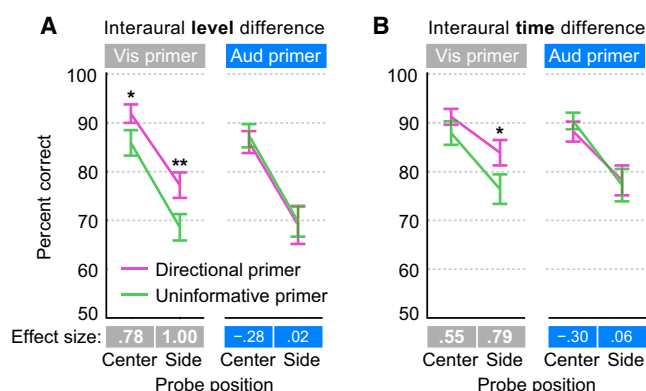 A Interaural level difference
Vis primer Aud primer
100
90
80
70
60
50
Percent correct
* **
Directional primer
Uninformative primer
Effect size: .78 1.00 −.28 .02
Center Side Center Side
Probe position
B Interaural time difference
Vis primer Aud primer
100
90
80
70
60
50
*
.55 .79 −.30 .06
Center Side Center Side
Probe position